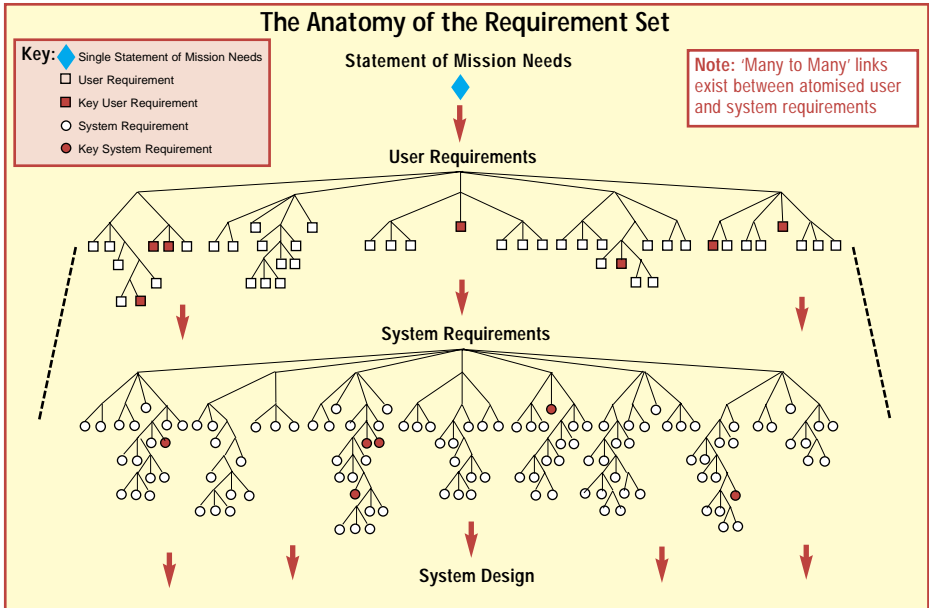 The Anatomy of the Requirement Set
Key:
Single Statement of Mission Needs
User Requirement
Key User Requirement
System Requirement
Key System Requirement
Statement of Mission Needs
Note: ‘Many to Many’ links
exist between atomised user
and system requirements
User Requirements
System Requirements
System Design